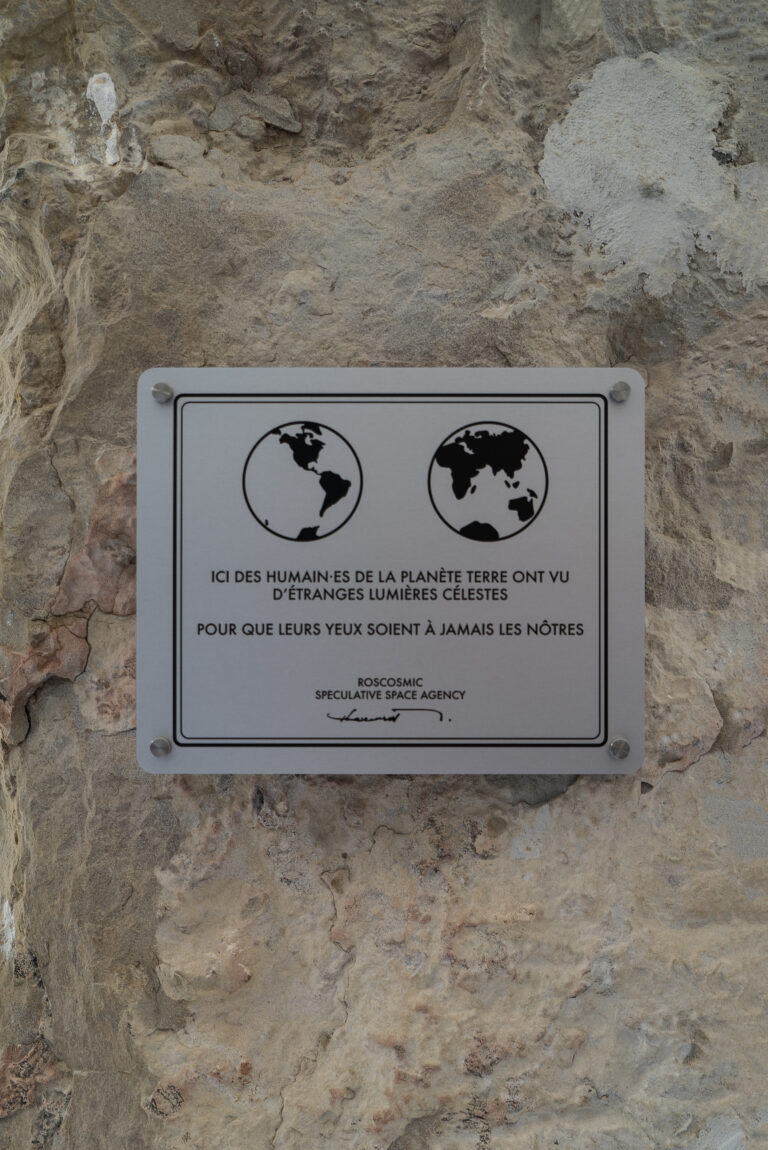 ICI DES HUMAIN·ES DE LA PLANÈTE TERRE ONT VU
D'ÉTRANGES LUMIÈRES CÉLESTES
POUR QUE LEURS YEUX SOIENT À JAMAIS LES NÔTRES
ROSCOSMIC
SPECULATIVE SPACE AGENCY